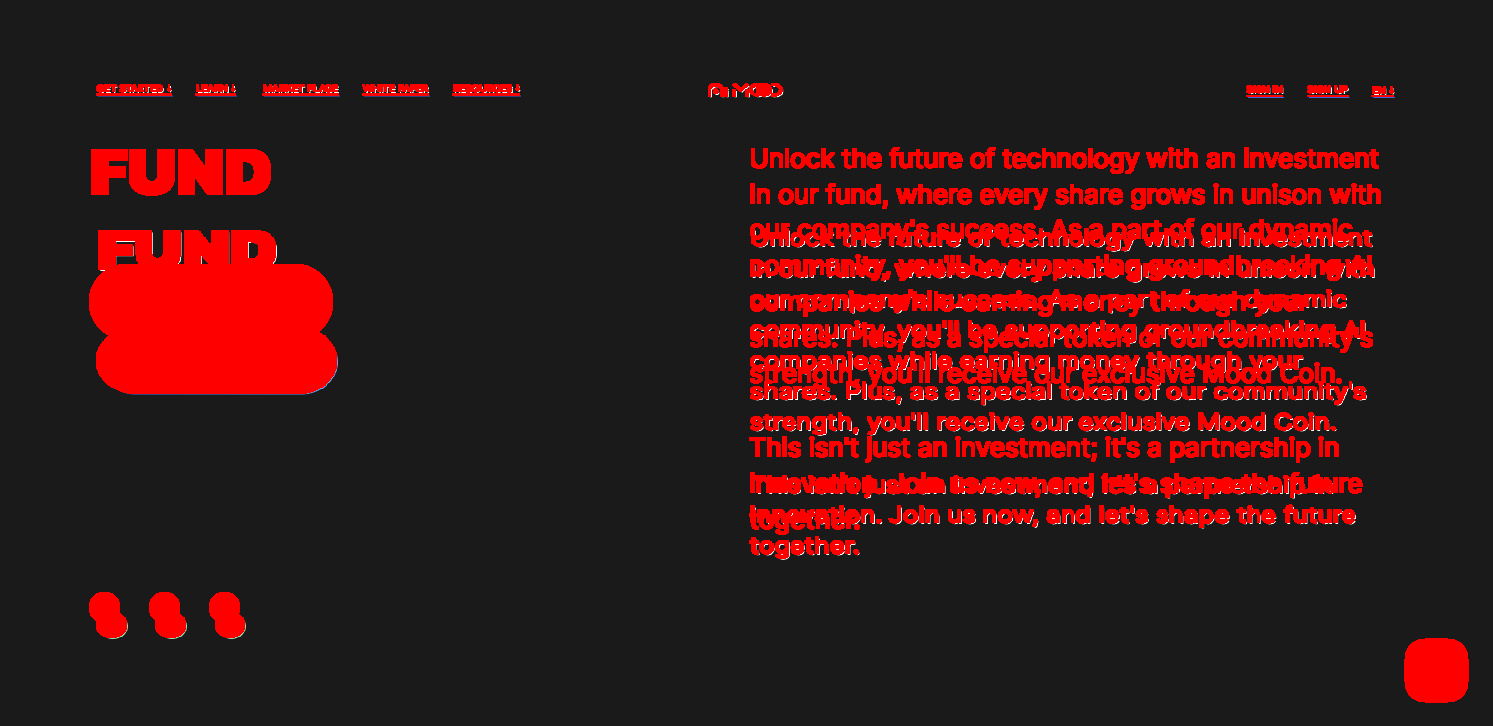 GET STARTED
LEARN
MARKET PLACE
WHITE PAPER
RESOURCES
SIGN IN
SIGN UP
EN
FUND
FUND
Unlock the future of technology with an investment
in our fund, where every share grows in unison with
our company's success. As a part of our dynamic
community, you'll be supporting groundbreaking AI
companies while earning money through your
shares. Plus, as a special token of our community's
strength, you'll receive our exclusive Mood Coin.
This isn't just an investment; it's a partnership in
innovation. Join us now, and let's shape the future
together.
Unlock the future of technology with an investment
in our fund, where every share grows in unison with
our company's success. As a part of our dynamic
community, you'll be supporting groundbreaking AI
companies while earning money through your
shares. Plus, as a special token of our community's
strength, you'll receive our exclusive Mood Coin.
This isn't just an investment; it's a partnership in
innovation. Join us now, and let's shape the future
together.